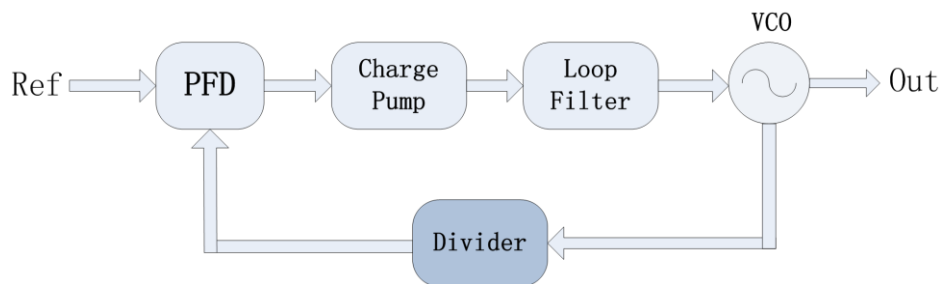 VCO
Ref
PFD
Charge
Pump
Loop
Filter
Out
Divider